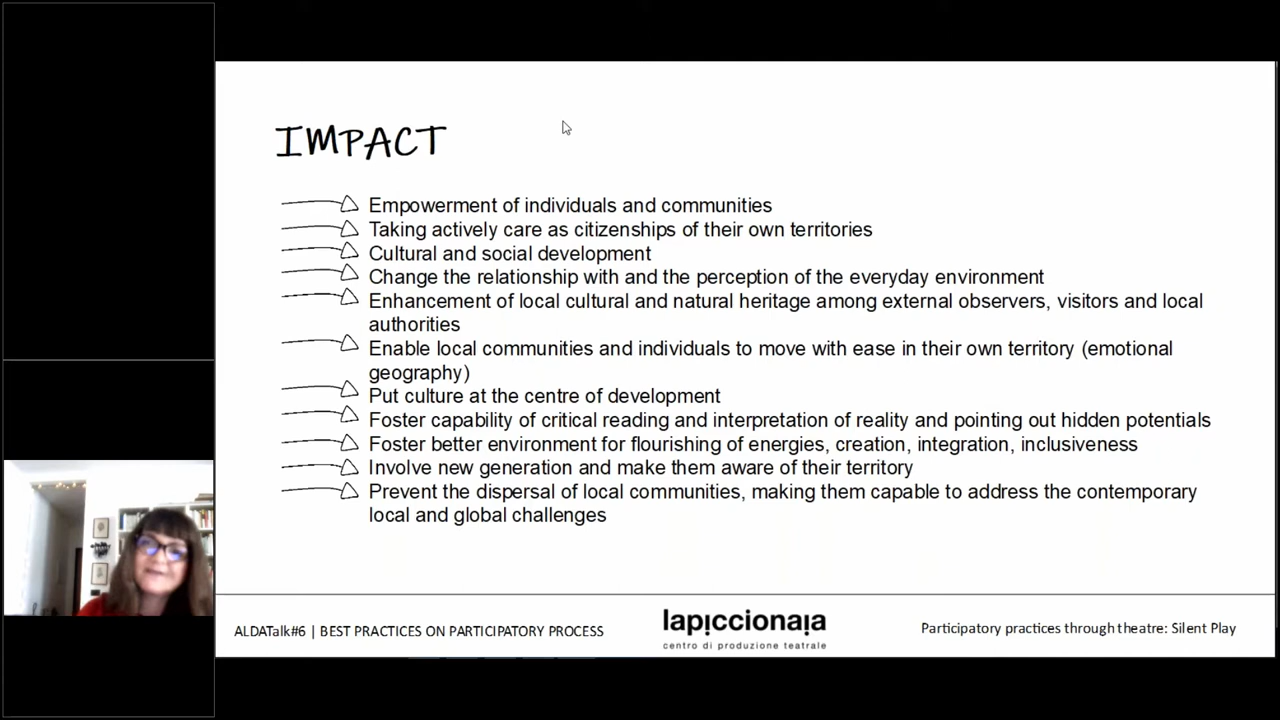 IMPACT
Empowerment of individuals and communities
Taking actively care as citizenships of their own territories
Cultural and social development
Change the relationship with and the perception of the everyday environment
Enhancement of local cultural and natural heritage among external observers, visitors and local
authorities
Enable local communities and individuals to move with ease in their own territory (emotional
geography)
Put culture at the centre of development
Foster capability of critical reading and interpretation of reality and pointing out hidden potentials
Foster better environment for flourishing of energies, creation, integration, inclusiveness
Involve new generation and make them aware of their territory
Prevent the dispersal of local communities, making them capable to address the contemporary
local and global challenges
ALDATalk#6 | BEST PRACTICES ON PARTICIPATORY PROCESS
lapiccionaia
centro di produzione teatrale
Participatory practices through theatre: Silent Play